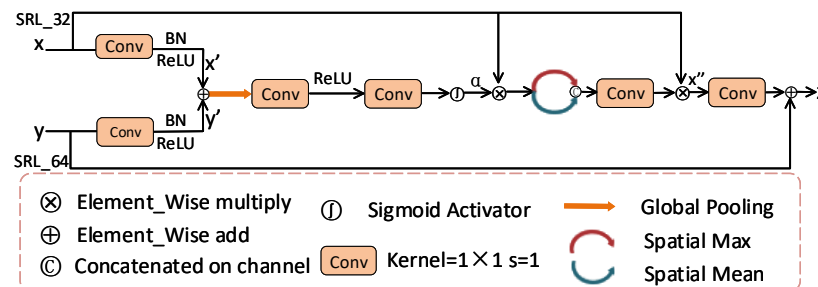 SRL_32
x Conv BN ReLU x’
Conv ReLU Conv α Conv x’’ Conv
y Conv BN ReLU y’
SRL_64
Element_Wise multiply
Sigmoid Activator
Global Pooling
Element_Wise add
Spatial Max
C Concatenated on channel
Conv Kernel=1×1 s=1
Spatial Mean